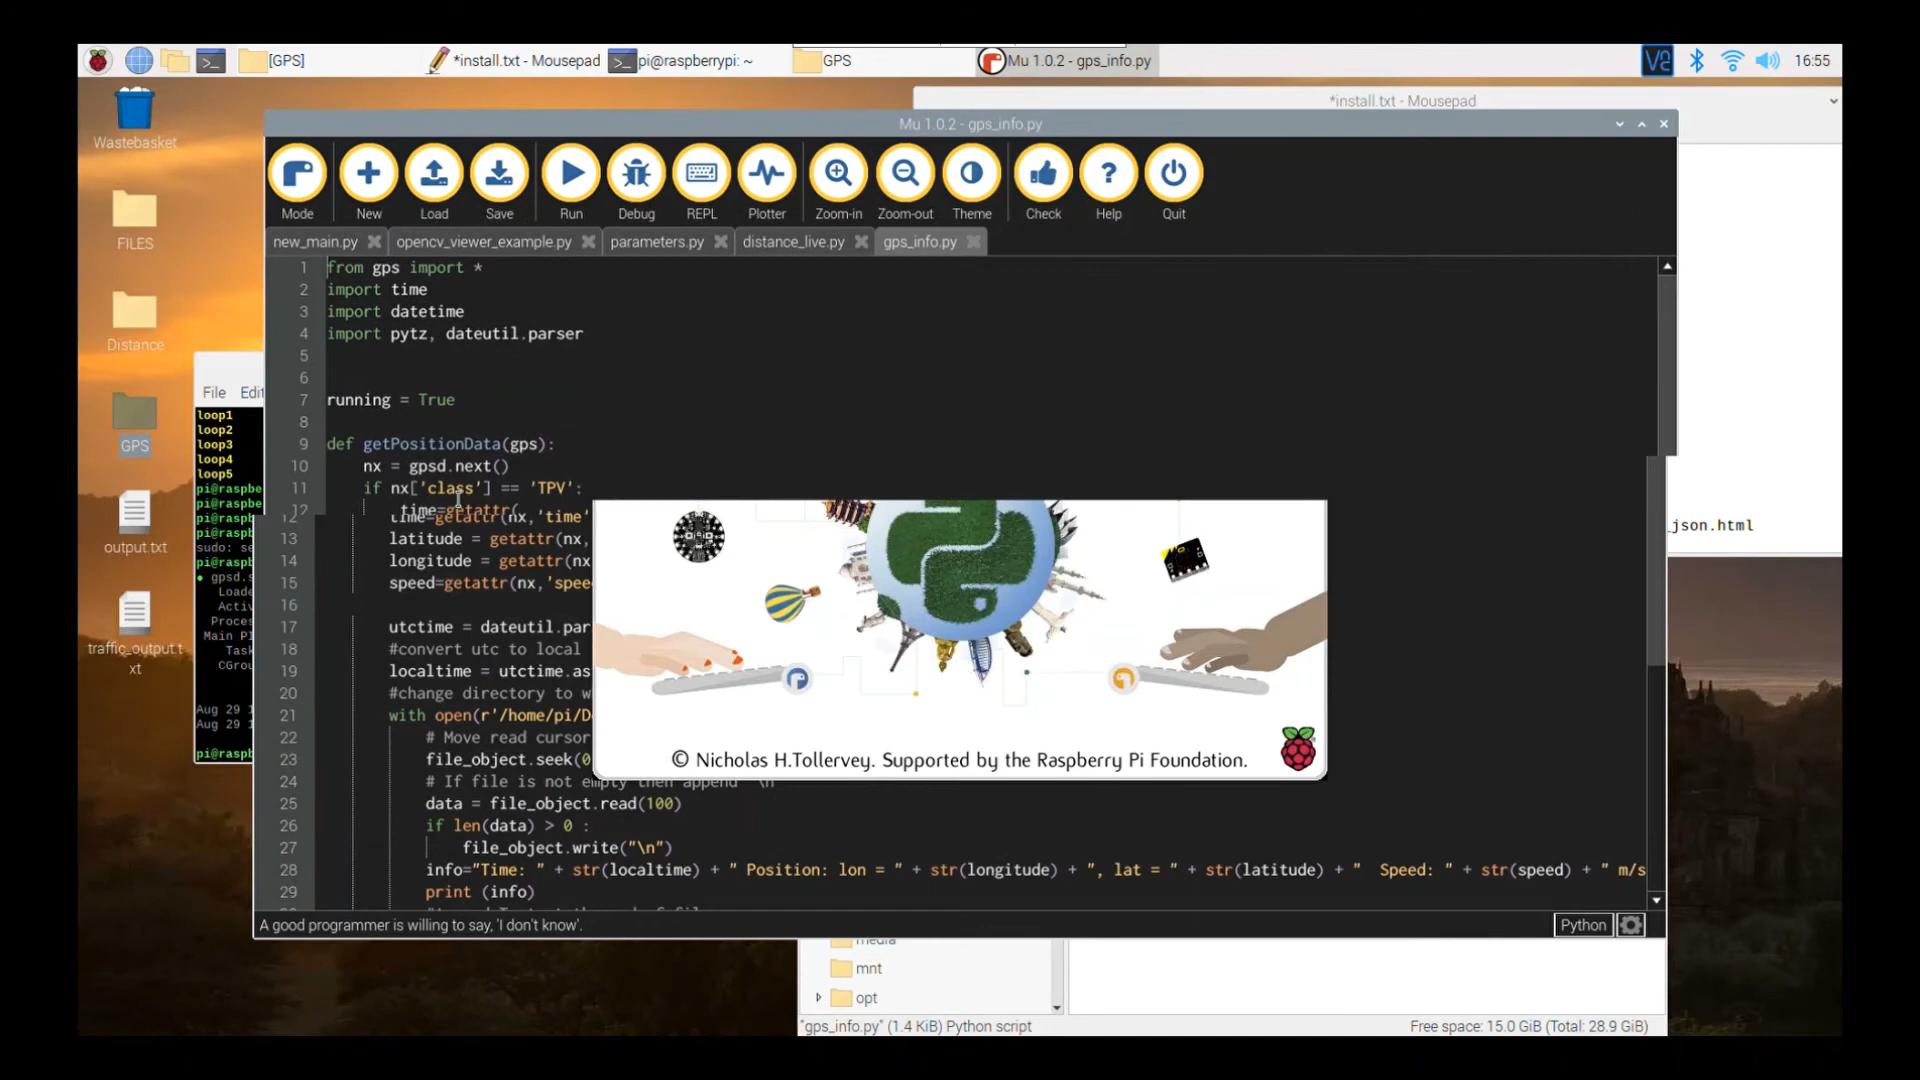 [GPS]
*install.txt - Mousepad
pi@raspberrypi: ~
GPS
Mu 1.0.2 - gps_info.py
V2
16:55
*install.txt - Mousepad
Wastebasket
FILES
Distance
GPS
output.txt
traffic_output.t
xt
Mu 1.0.2 - gps_info.py
Mode
New
Load
Save
Run
Debug
REPL
Plotter
Zoom-in
Zoom-out
Theme
Check
Help
Quit
new_main.py
opencv_viewer_example.py
parameters.py
distance_live.py
gps_info.py
1 from gps import *
2 import time
3 import datetime
4 import pytz, dateutil.parser
5
6
7 running = True
8
9 def getPositionData(gps):
10 nx = gpsd.next()
11 if nx['class'] == 'TPV':
12 time=getattr(
12 time=getattr(nx,'time'
13 latitude = getattr(nx,
14 longitude = getattr(nx
15 speed=getattr(nx,'spee
16
17 utctime = dateutil.par
18 #convert utc to local
19 localtime = utctime.as
20 #change directory to w
21 with open(r'/home/pi/D
22 # Move read cursor
23 file_object.seek(0
24 # If file is not empty then append '\n
25 data = file_object.read(100)
26 if len(data) > 0 :
27 file_object.write("\n")
28 info="Time: " + str(localtime) + " Position: lon = " + str(longitude) + ", lat = " + str(latitude) + "  Speed: " + str(speed) + " m/s
29 print (info)
© Nicholas H.Tollervey. Supported by the Raspberry Pi Foundation.
A good programmer is willing to say, 'I don't know'.
Python
File Edit
loop1
loop2
loop3
loop4
loop5
pi@raspbe
pi@raspbe
pi@raspbe
pi@raspbe
sudo: se
pi@raspbe
● gpsd.s
Loade
Activ
Proces
Main P
Task
CGrou
Aug 29 1
Aug 29 1
pi@raspb
_json.html
media
mnt
opt
"gps_info.py" (1.4 KiB) Python script
Free space: 15.0 GiB (Total: 28.9 GiB)